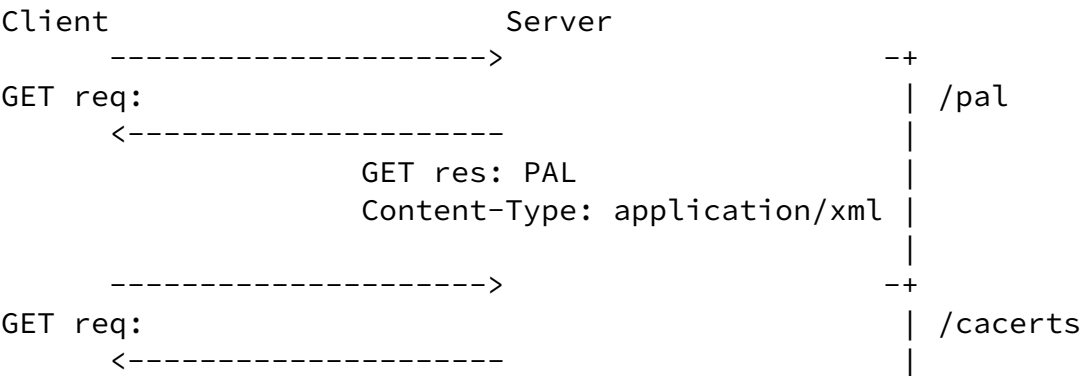 Client                      Server
      --------------------->                     -+
GET req:                                          | /pal
      <---------------------                      |
                    GET res: PAL                  |
                    Content-Type: application/xml |
                                                  |
      --------------------->                     -+
GET req:                                          | /cacerts
      <---------------------                      |